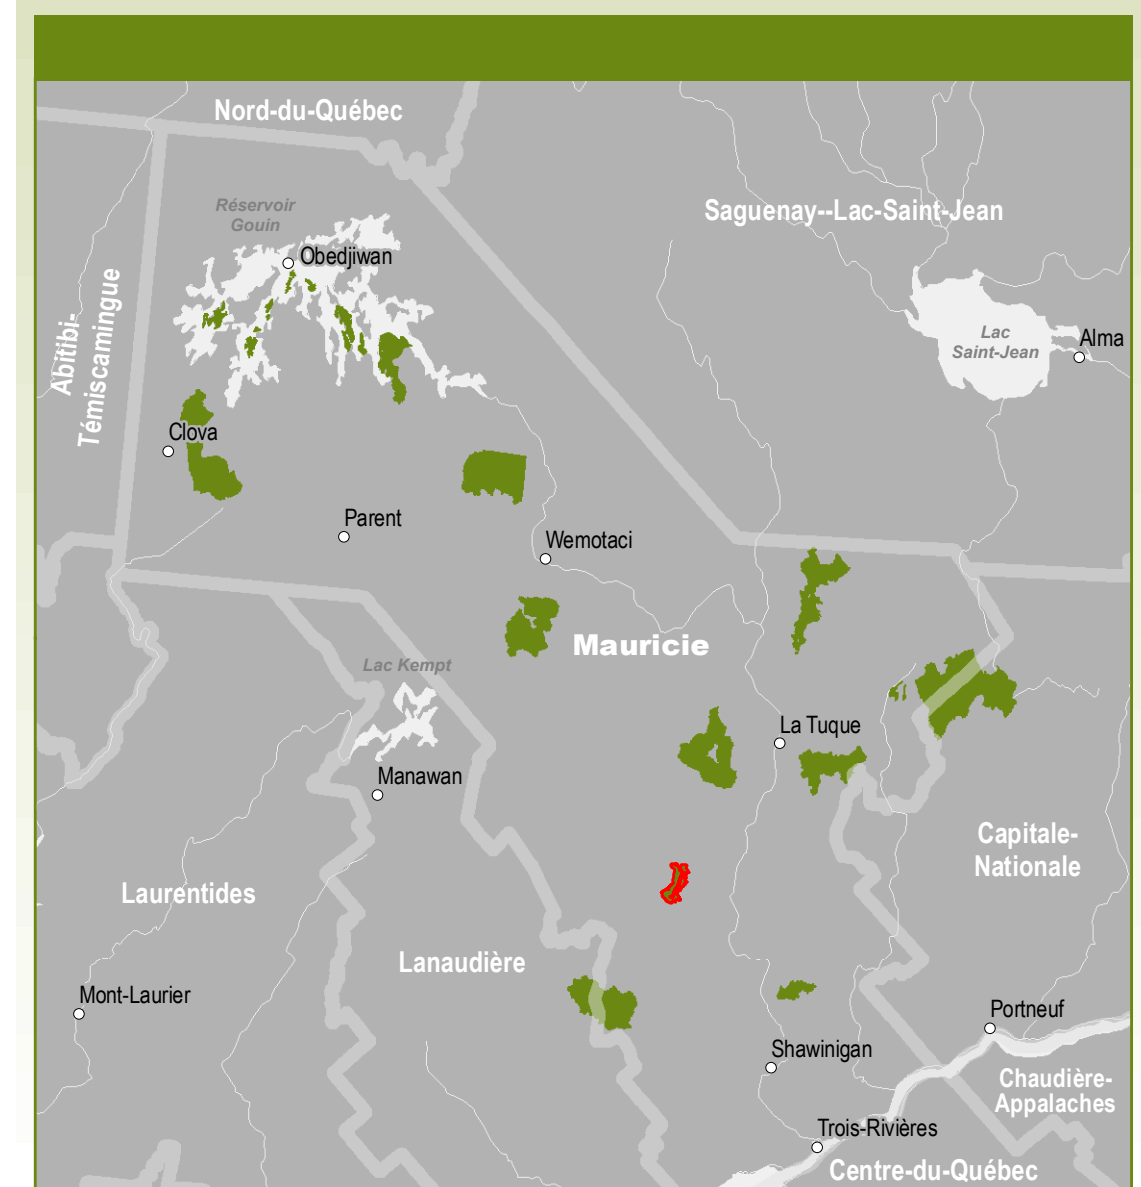 Nord-du-Québec
Réservoir
Gouin
Saguenay--Lac-Saint-Jean
Obedjiwan
Abitibi-
Témiscamingue
Lac
Saint-Jean
Alma
Clova
Parent
Wemotaci
Mauricie
Lac Kempt
La Tuque
Manawan
Capitale-
Nationale
Laurentides
Lanaudière
Mont-Laurier
Portneuf
Shawinigan
Chaudière-
Appalaches
Trois-Rivières
Centre-du-Québec